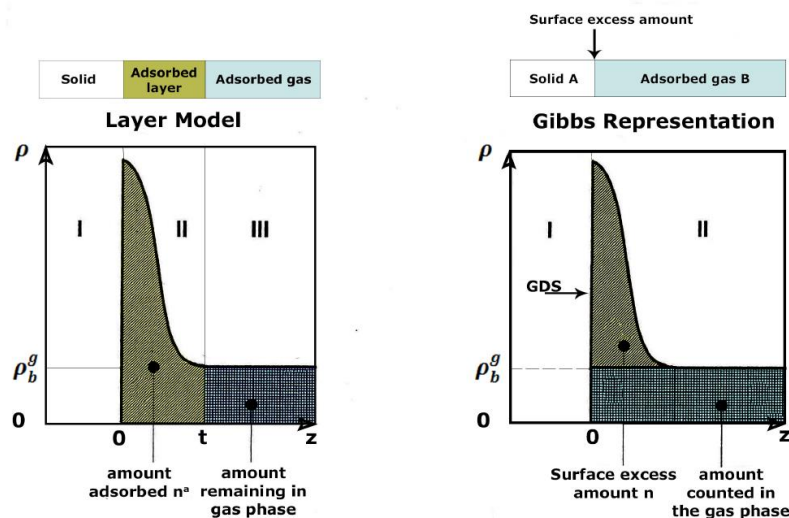 Surface excess amount
Solid
Adsorbed
layer
Adsorbed gas
Solid A
Adsorbed gas B
Layer Model
Gibbs Representation
ρ
I
II
III
ρ_b^g
0
0
t
z
amount
adsorbed nᵃ
amount
remaining in
gas phase
ρ
I
II
GDS
ρ_b^g
0
0
z
Surface excess
amount n
amount
counted in
the gas phase